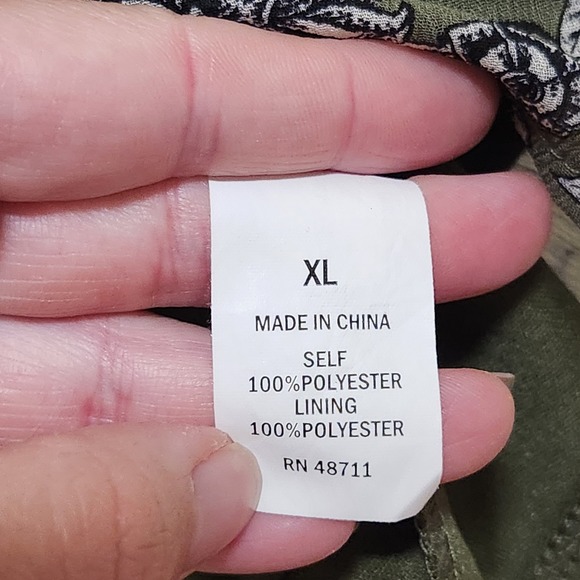 XL
MADE IN CHINA
SELF
100%POLYESTER
LINING
100%POLYESTER
RN 48711